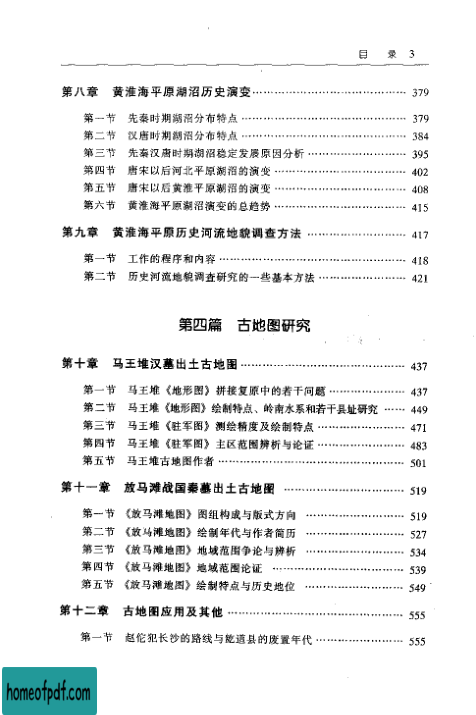 目 录 3
第八章 黄淮海平原湖沼历史演变 379
第一节 先秦时期湖沼分布特点 379
第二节 汉唐时期湖沼分布特点 384
第三节 先秦汉唐时期湖沼稳定发展原因分析 395
第四节 唐宋以后河北平原湖沼的演变 402
第五节 唐宋以后黄淮平原湖沼的演变 408
第六节 黄淮海平原湖沼演变的总趋势 415
第九章 黄淮海平原历史河流地貌调查方法 417
第一节 工作的程序和内容 418
第二节 历史河流地貌调查研究的一些基本方法 421
第四篇 古地图研究
第十章 马王堆汉墓出土古地图 437
第一节 马王堆《地形图》拼接复原中的若干问题 437
第二节 马王堆《地形图》绘制特点、岭南水系和若干县址研究 449
第三节 马王堆《驻军图》测绘精度及绘制特点 471
第四节 马王堆《驻军图》主区范围辨析与论证 483
第五节 马王堆古地图作者 501
第十一章 放马滩战国秦墓出土古地图 519
第一节 《放马滩地图》图组构成与版式方向 519
第二节 《放马滩地图》绘制年代与作者简历 527
第三节 《放马滩地图》地域范围争论与辨析 534
第四节 《放马滩地图》地域范围论证 539
第五节 《放马滩地图》绘制特点与历史地位 549
第十二章 古地图应用及其他 555
第一节 赵佗犯长沙的路线与龁道县的废置年代 555
homeofpdf.com